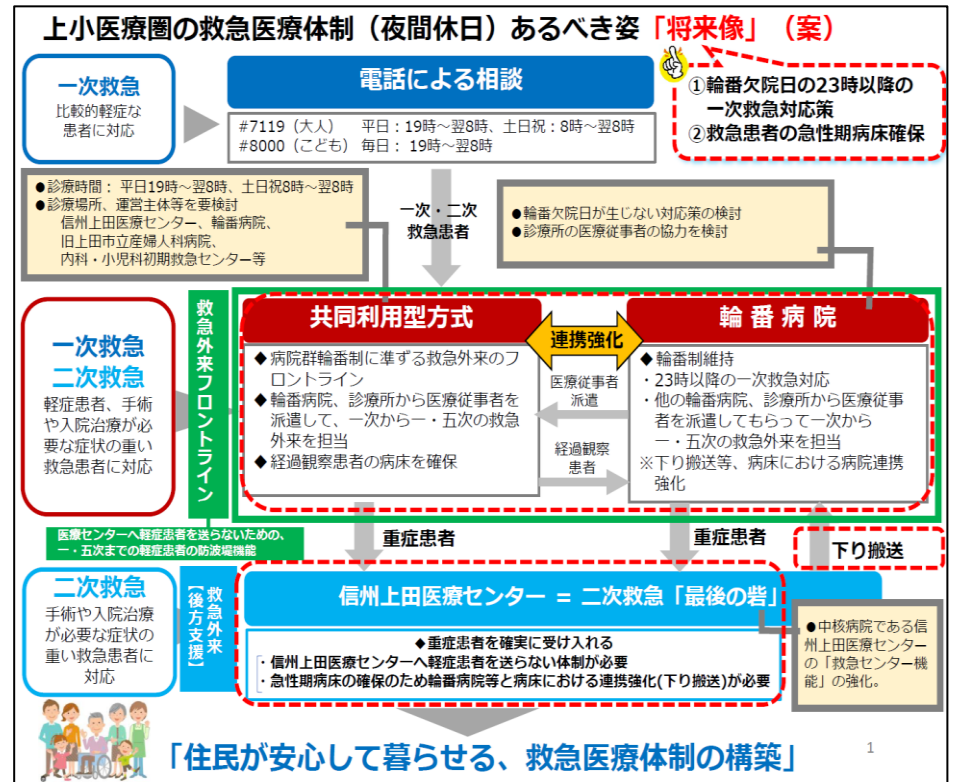 上小医療圏の救急医療体制（夜間休日）あるべき姿「将来像」（案）
一次救急
比較的軽症な
患者に対応
電話による相談
#7119（大人）　平日：19時～翌8時、土日祝：8時～翌8時
#8000（こども）毎日： 19時～翌8時
①輪番欠院日の23時以降の
一次救急対応策
②救急患者の急性期病床確保
●診療時間： 平日19時～翌8時、土日祝8時～翌8時
●診療場所、運営主体等を要検討
信州上田医療センター、輪番病院、
旧上田市立産婦人科病院、
内科・小児科初期救急センター等
一次・二次
救急患者
●輪番欠院日が生じない対応策の検討
●診療所の医療従事者の協力を検討
一次救急
二次救急
軽症患者、手術
や入院治療が必
要な症状の重い
救急患者に対応
救急外来フロントライン
共同利用型方式
◆病院群輪番制に準ずる救急外来のフ
ロントライン
◆輪番病院、診療所から医療従事者を
派遣して、一次から一・五次の救急
外来を担当
◆経過観察患者の病床を確保
連携強化
医療従事者
派遣
経過観察
患者
輪番病院
◆輪番制維持
・23時以降の一次救急対応
・他の輪番病院、診療所から医療従事
者を派遣してもらって一次から
一・五次の救急外来を担当
※下り搬送等、病床における病院連携
強化
医療センターへ軽症患者を送らないための、
一・五次までの軽症患者の防波堤機能
重症患者
重症患者
下り搬送
二次救急
手術や入院治療
が必要な症状の
重い救急患者に
対応
救急外来
【後方支援】
信州上田医療センター = 二次救急「最後の砦」
◆重症患者を確実に受け入れる
・信州上田医療センターへ軽症患者を送らない体制が必要
・急性期病床の確保のため輪番病院等と病床における連携強化(下り搬送)が必要
●中核病院である信
州上田医療センター
の「救急センター機
能」の強化。
「住民が安心して暮らせる、救急医療体制の構築」
1